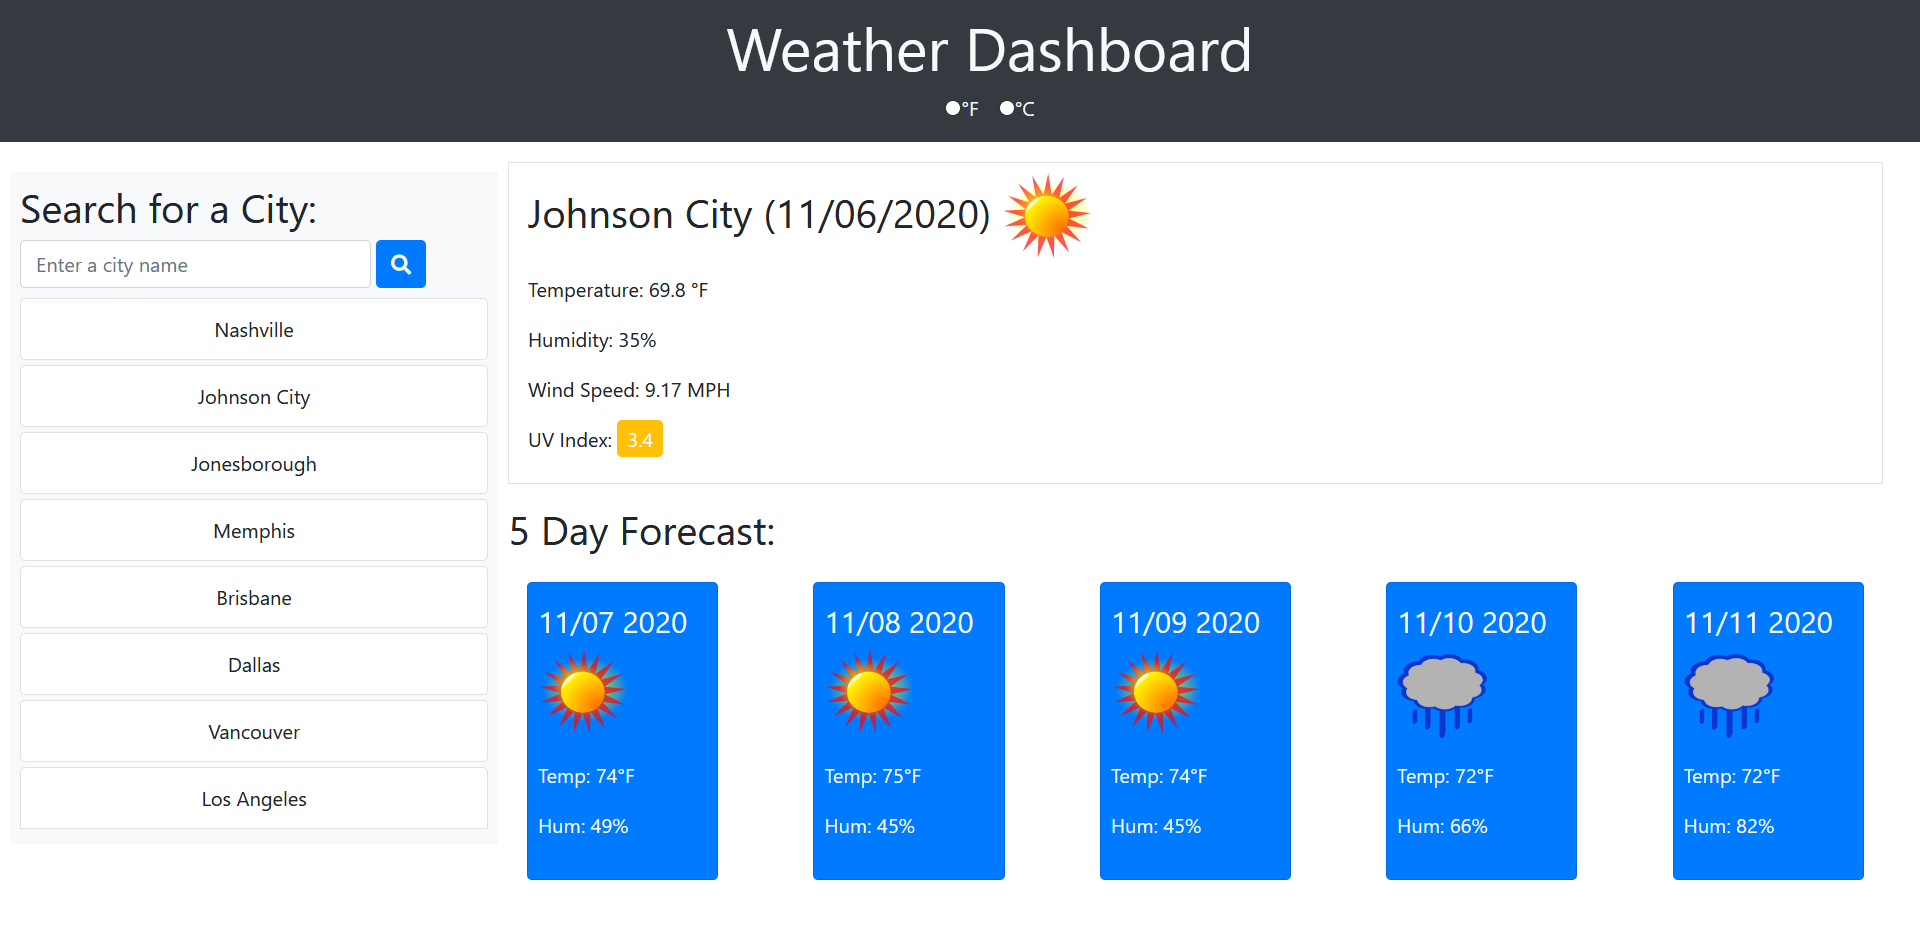 Weather Dashboard
°F °C
Search for a City:
Enter a city name
Nashville
Johnson City
Jonesborough
Memphis
Brisbane
Dallas
Vancouver
Los Angeles
Johnson City (11/06/2020)
Temperature: 69.8 °F
Humidity: 35%
Wind Speed: 9.17 MPH
UV Index: 3.4
5 Day Forecast:
11/07 2020
Temp: 74°F
Hum: 49%
11/08 2020
Temp: 75°F
Hum: 45%
11/09 2020
Temp: 74°F
Hum: 45%
11/10 2020
Temp: 72°F
Hum: 66%
11/11 2020
Temp: 72°F
Hum: 82%